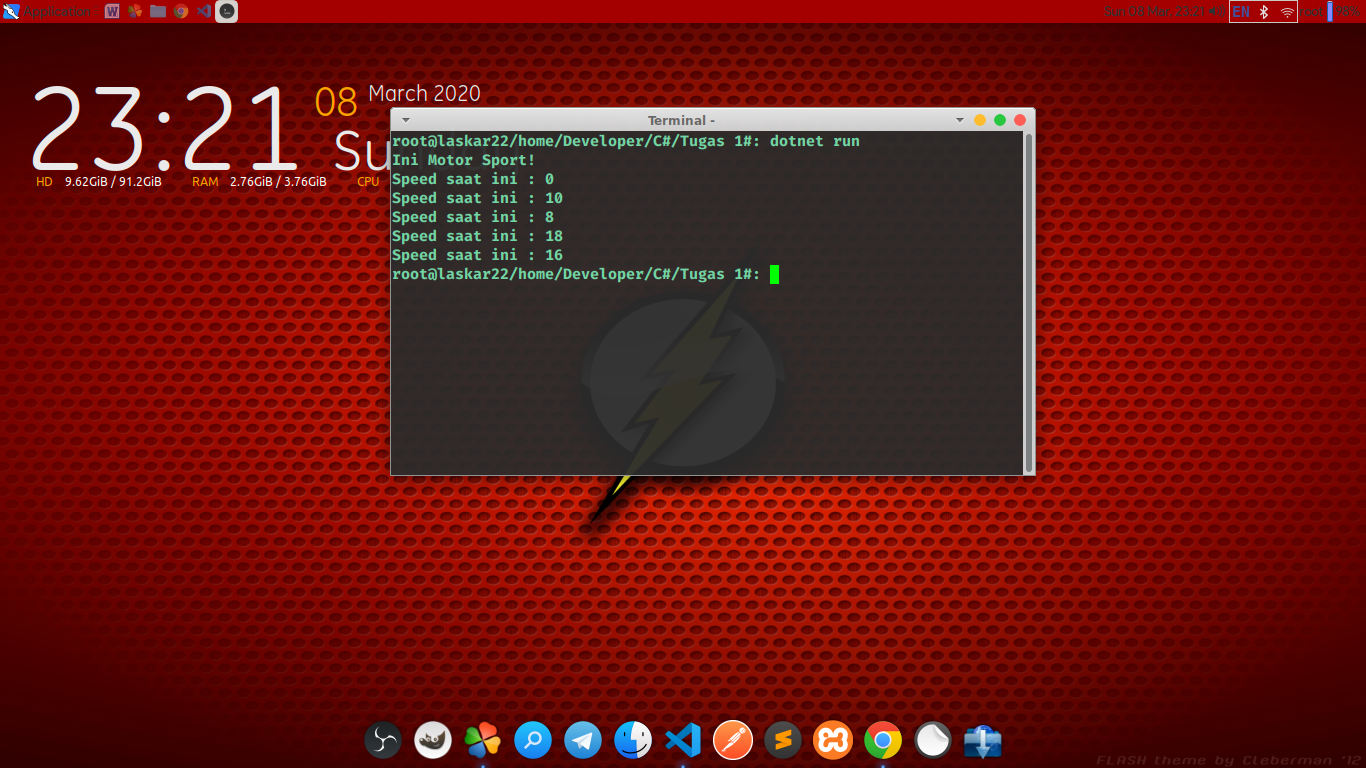 Application
Sun 08 Mar, 23:21
EN
root
98%
23:21
08
March 2020
Su
HD 9.62GiB / 91.2GiB RAM 2.76GiB / 3.76GiB CPU
Terminal -
root@laskar22/home/Developer/C#/Tugas 1#: dotnet run
Ini Motor Sport!
Speed saat ini : 0
Speed saat ini : 10
Speed saat ini : 8
Speed saat ini : 18
Speed saat ini : 16
root@laskar22/home/Developer/C#/Tugas 1#:
FLASH theme by Cleberman '12